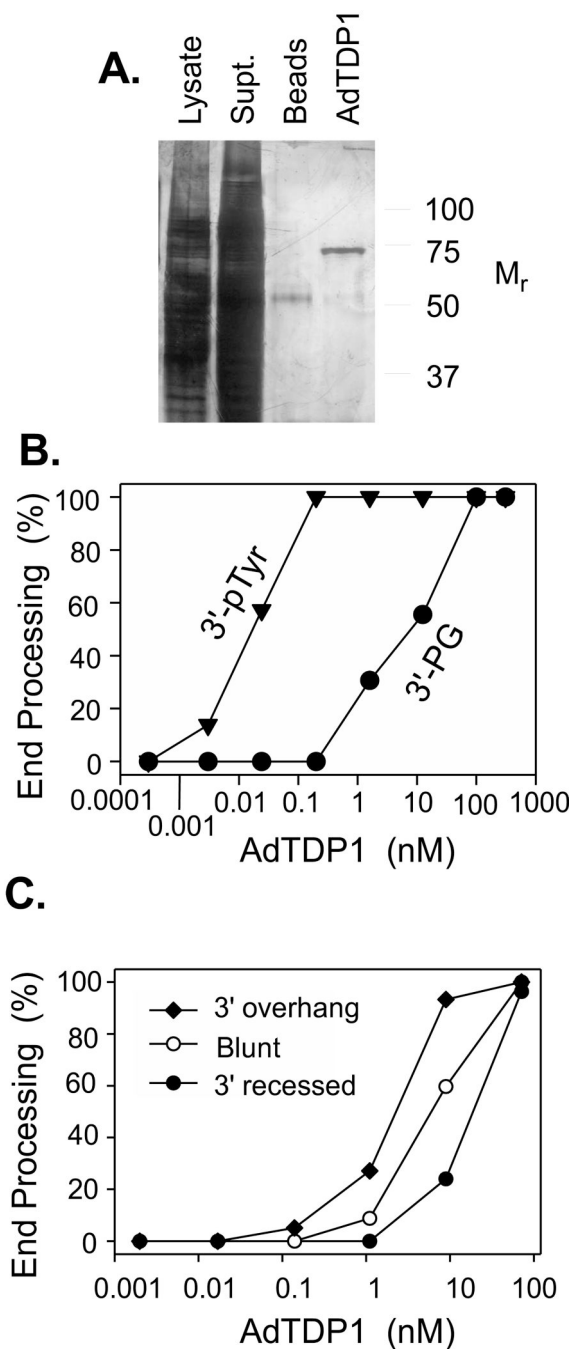 A.
Lysate
Supt.
Beads
AdTDP1
100
75
50
37
Mr
B.
End Processing (%)
100
80
60
40
20
0
3'-pTyr
3'-PG
0.0001
0.001
0.01
0.1
1
10
100
1000
AdTDP1 (nM)
C.
End Processing (%)
100
80
60
40
20
0
3' overhang
Blunt
3' recessed
0.001
0.01
0.1
1
10
100
AdTDP1 (nM)